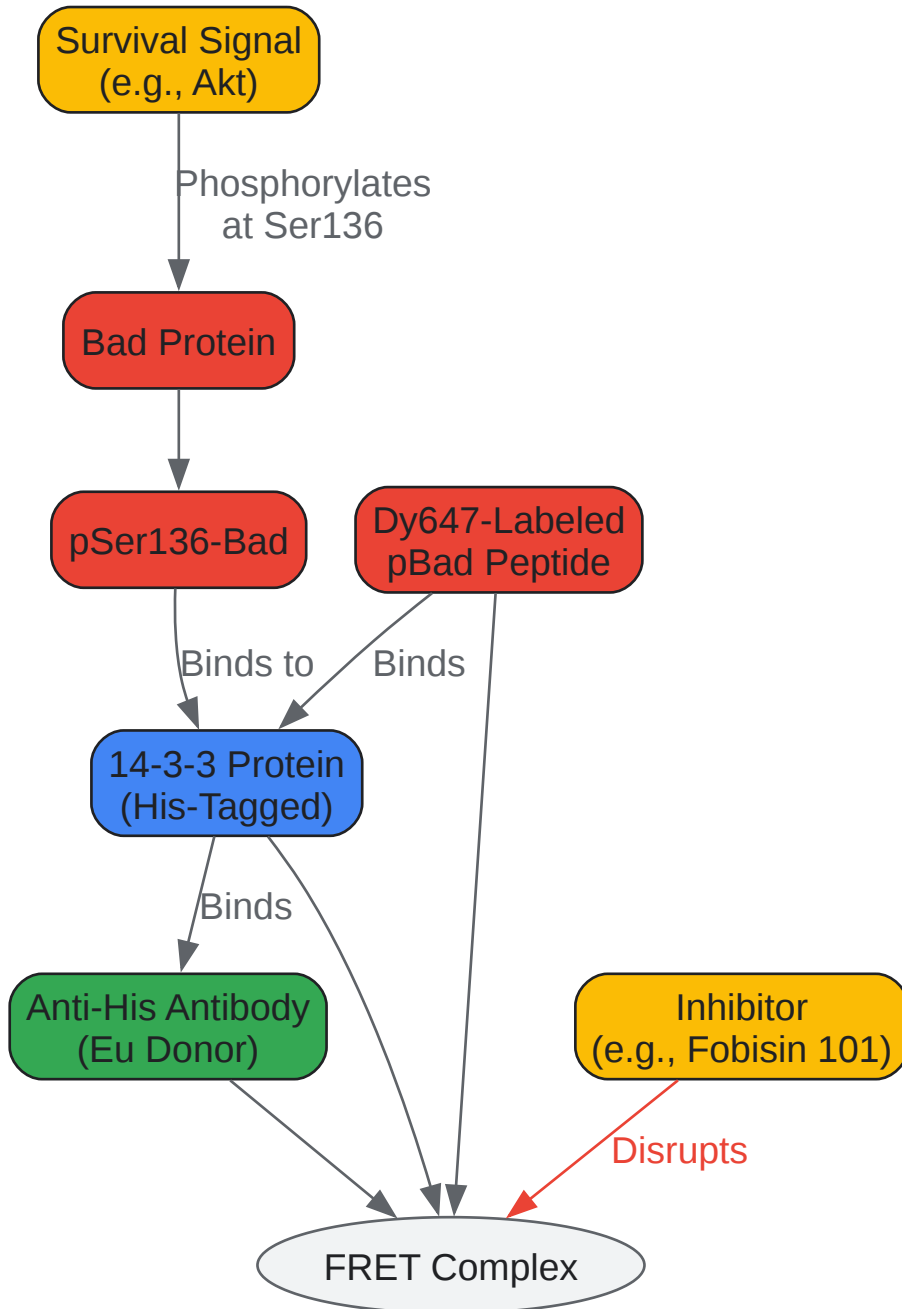 Survival Signal
(e.g., Akt)
Phosphorylates
at Ser136
Bad Protein
pSer136-Bad
Dy647-Labeled
pBad Peptide
Binds to
Binds
14-3-3 Protein
(His-Tagged)
Binds
Anti-His Antibody
(Eu Donor)
Inhibitor
(e.g., Fobisin 101)
Disrupts
FRET Complex